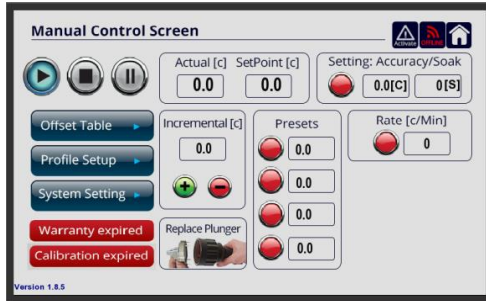 Manual Control Screen
Activate
OFFLINE
Actual [c] SetPoint [c]
0.0 0.0
Setting: Accuracy/Soak
0.0[C] 0[S]
Offset Table
Profile Setup
System Setting
Incremental [c]
0.0
Presets
0.0
0.0
0.0
0.0
Rate [c/Min]
0
Warranty expired
Calibration expired
Replace Plunger
Version 1.8.5